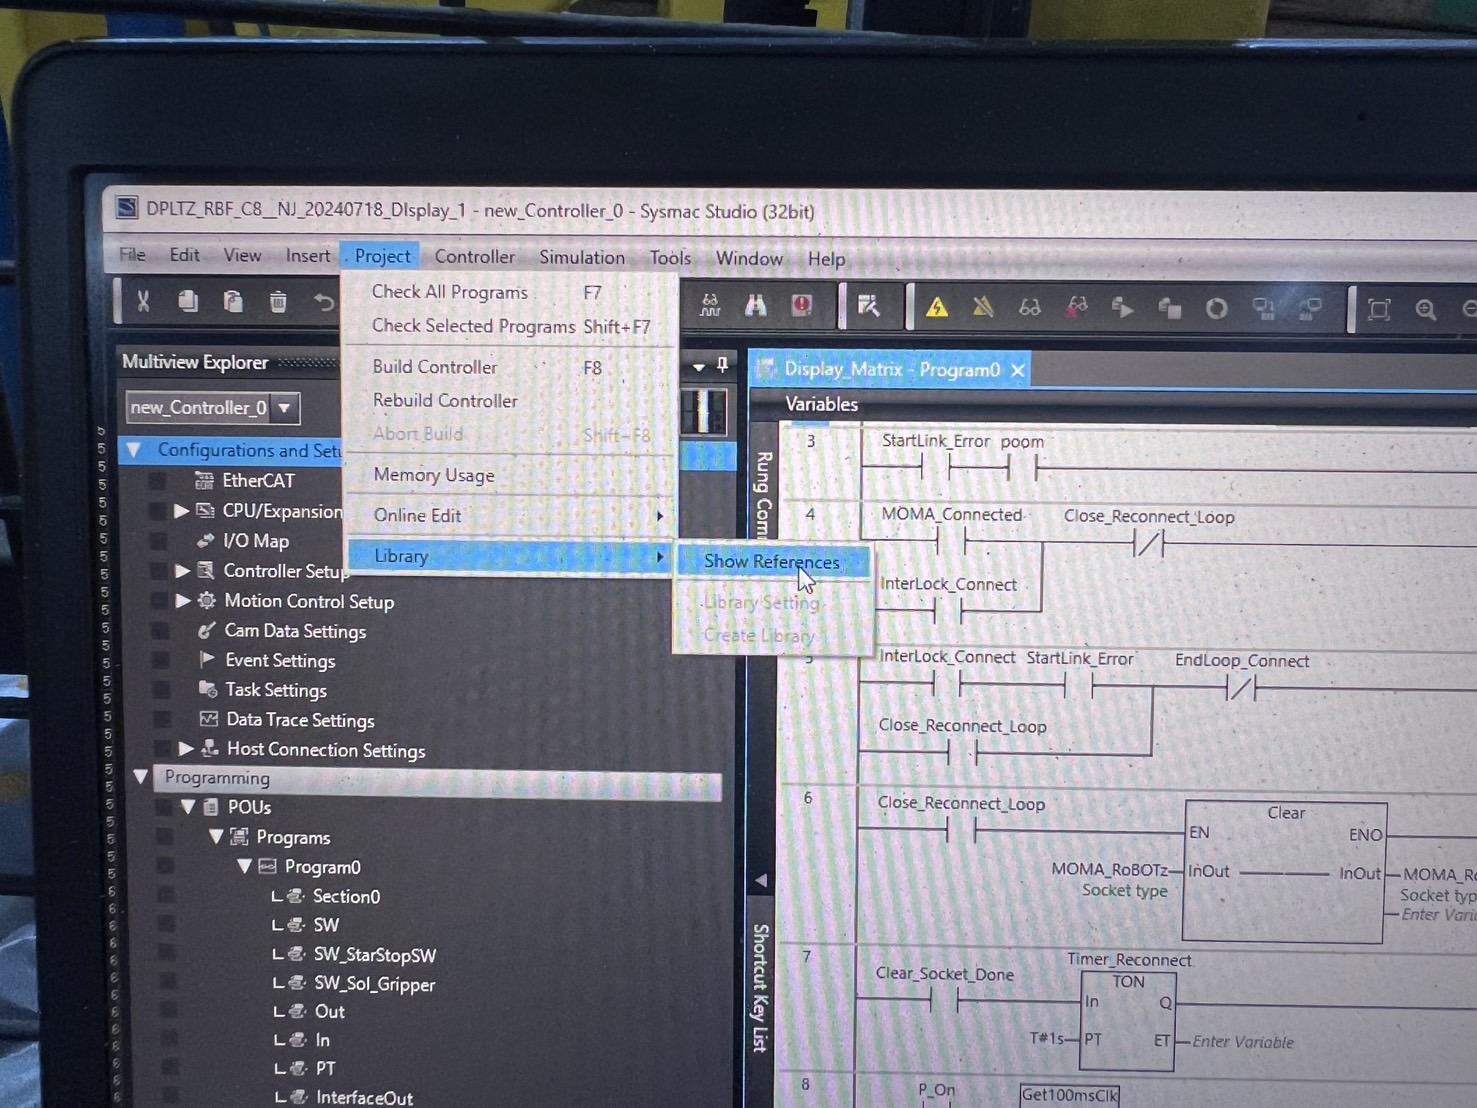 DPLTZ_RBF_C8__NJ_20240718_DIsplay_1 - new_Controller_0 - Sysmac Studio (32bit)
File Edit View Insert Project Controller Simulation Tools Window Help
Check All Programs F7
Check Selected Programs Shift+F7
Build Controller F8
Rebuild Controller
Abort Build Shift+F8
Memory Usage
Online Edit
Library
Show References
Library Setting
Create Library
Multiview Explorer
new_Controller_0
Configurations and Setu
EtherCAT
CPU/Expansion
I/O Map
Controller Setup
Motion Control Setup
Cam Data Settings
Event Settings
Task Settings
Data Trace Settings
Host Connection Settings
Programming
POUs
Programs
Program0
Section0
SW
SW_StarStopSW
SW_Sol_Gripper
Out
In
PT
InterfaceOut
Display_Matrix - Program0
Variables
Rung Com
Shortcut Key List
3
StartLink_Error poom
4
MOMA_Connected Close_Reconnect_Loop
InterLock_Connect
5
InterLock_Connect StartLink_Error EndLoop_Connect
Close_Reconnect_Loop
6
Close_Reconnect_Loop
Clear
EN ENO
MOMA_RoBOTz InOut InOut MOMA_Ro
Socket type Socket typ
Enter Vari
7
Clear_Socket_Done Timer_Reconnect
TON
In Q
T#1s PT ET Enter Variable
8
P_On Get100msClk